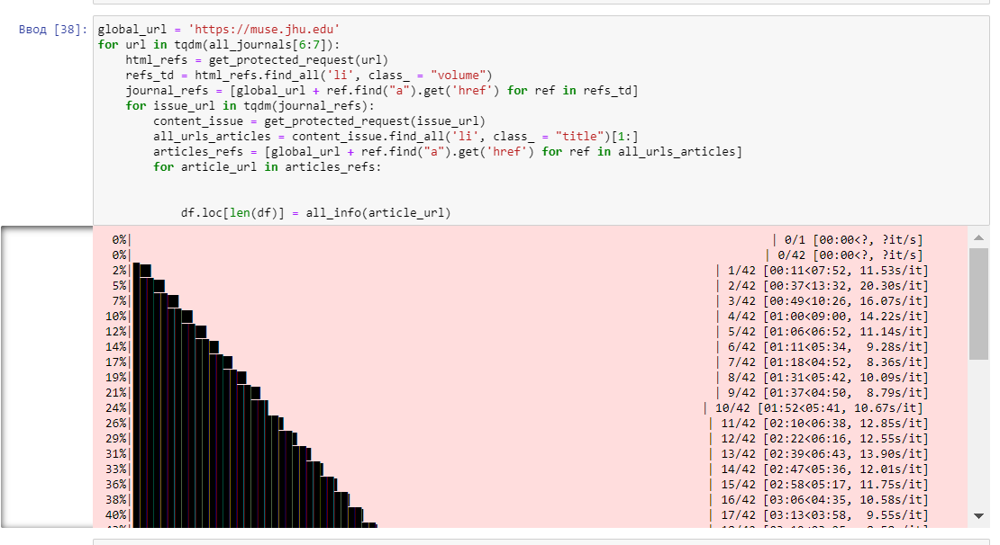 Ввод [38]:
global_url = 'https://muse.jhu.edu'
for url in tqdm(all_journals[6:7]):
    html_refs = get_protected_request(url)
    refs_td = html_refs.find_all('li', class_ = "volume")
    journal_refs = [global_url + ref.find("a").get('href') for ref in refs_td]
    for issue_url in tqdm(journal_refs):
        content_issue = get_protected_request(issue_url)
        all_urls_articles = content_issue.find_all('li', class_ = "title")[1:]
        articles_refs = [global_url + ref.find("a").get('href') for ref in all_urls_articles]
        for article_url in articles_refs:
            df.loc[len(df)] = all_info(article_url)
0%| | 0/1 [00:00<?, ?it/s]
0%| | 0/42 [00:00<?, ?it/s]
2%| | 1/42 [00:11<07:52, 11.53s/it]
5%| | 2/42 [00:37<13:32, 20.30s/it]
7%| | 3/42 [00:49<10:26, 16.07s/it]
10%| | 4/42 [01:00<09:00, 14.22s/it]
12%| | 5/42 [01:06<06:52, 11.14s/it]
14%| | 6/42 [01:11<05:34, 9.28s/it]
17%| | 7/42 [01:18<04:52, 8.36s/it]
19%| | 8/42 [01:31<05:42, 10.09s/it]
21%| | 9/42 [01:37<04:50, 8.79s/it]
24%| | 10/42 [01:52<05:41, 10.67s/it]
26%| | 11/42 [02:10<06:38, 12.85s/it]
29%| | 12/42 [02:22<06:16, 12.55s/it]
31%| | 13/42 [02:39<06:43, 13.90s/it]
33%| | 14/42 [02:47<05:36, 12.01s/it]
36%| | 15/42 [02:58<05:17, 11.75s/it]
38%| | 16/42 [03:06<04:35, 10.58s/it]
40%| | 17/42 [03:13<03:58, 9.55s/it]